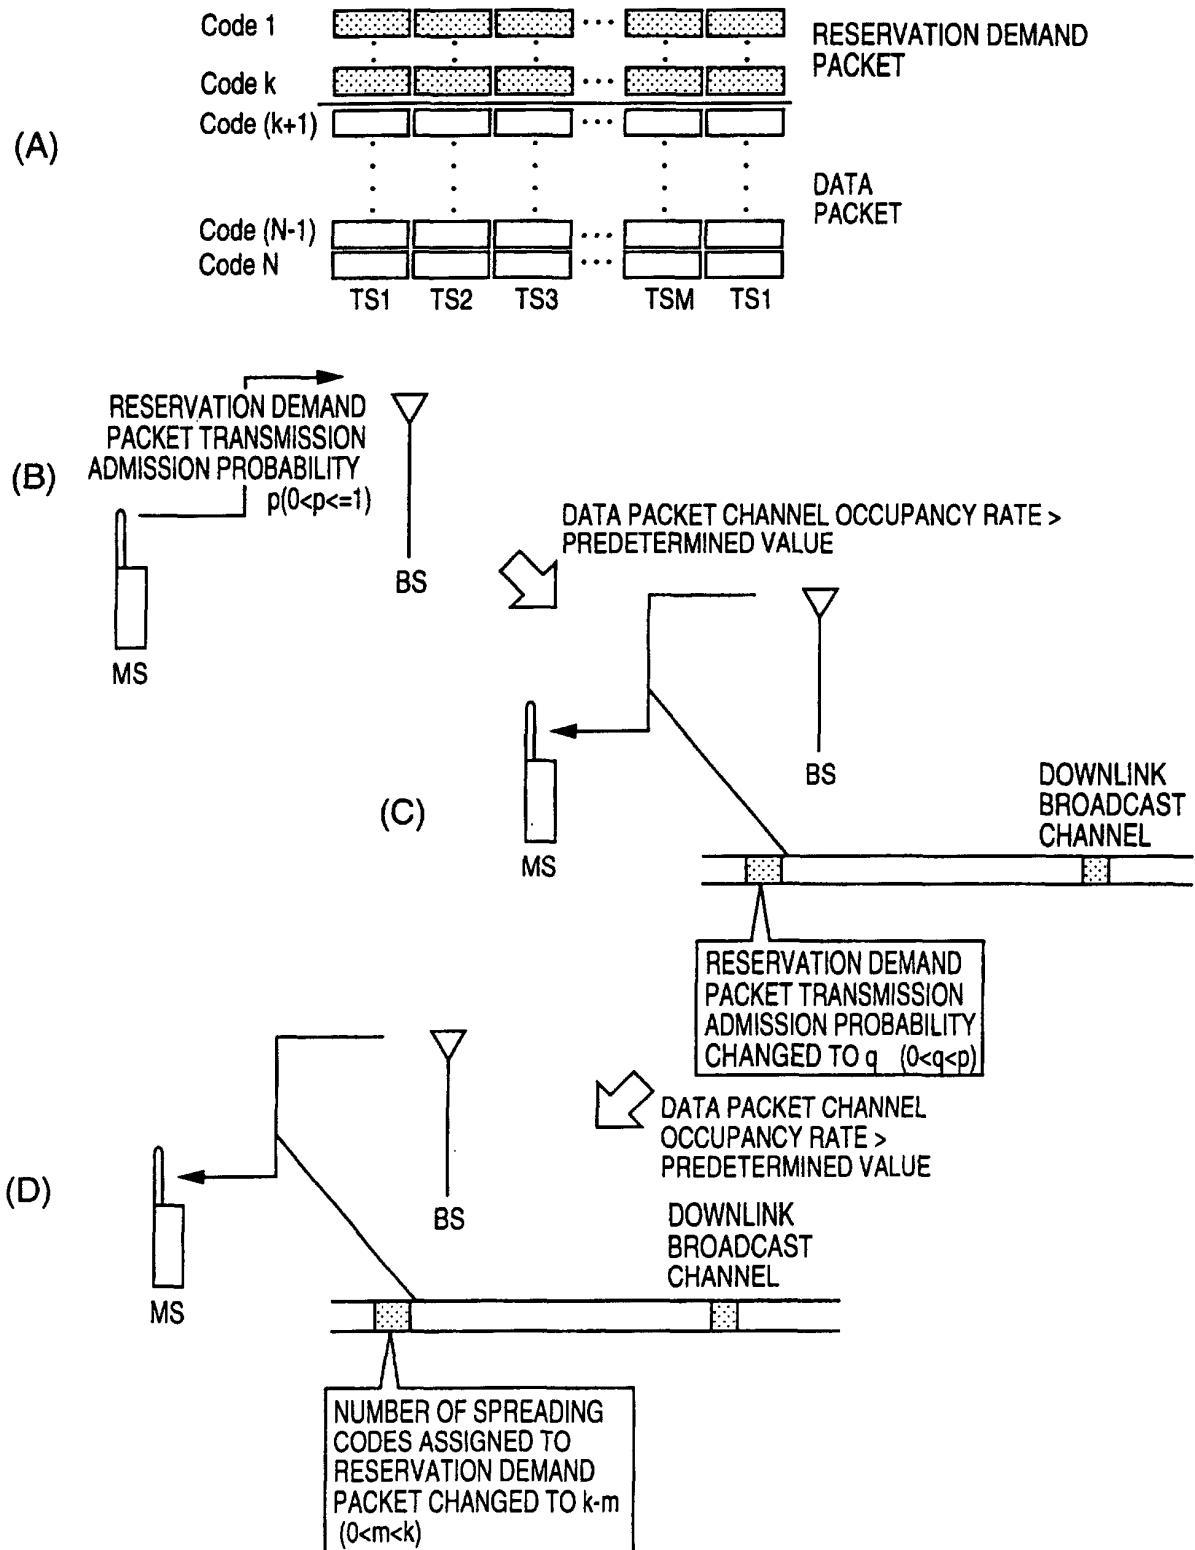 Code 1
RESERVATION DEMAND
PACKET
Code k
(A)
Code (k+1)
DATA
PACKET
Code (N-1)
Code N
TS1 TS2 TS3 TSM TS1
(B)
RESERVATION DEMAND
PACKET TRANSMISSION
ADMISSION PROBABILITY
p(0<p<=1)
BS
MS
DATA PACKET CHANNEL OCCUPANCY RATE >
PREDETERMINED VALUE
(C)
BS
MS
DOWNLINK
BROADCAST
CHANNEL
RESERVATION DEMAND
PACKET TRANSMISSION
ADMISSION PROBABILITY
CHANGED TO q (0<q<p)
DATA PACKET CHANNEL
OCCUPANCY RATE >
PREDETERMINED VALUE
(D)
BS
MS
DOWNLINK
BROADCAST
CHANNEL
NUMBER OF SPREADING
CODES ASSIGNED TO
RESERVATION DEMAND
PACKET CHANGED TO k-m
(0<m<k)